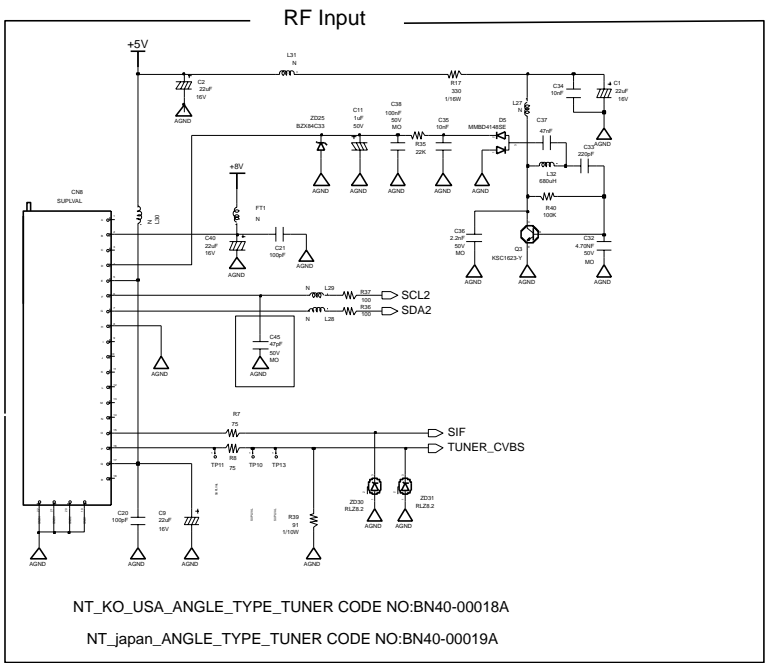 RF Input
+5V
L31
N
C2
22uF
16V
AGND
R17
330
1/16W
L27
N
C34
10nF
C1
22uF
16V
AGND
ZD25
BZX84C33
C11
1uF
50V
C38
100nF
50V
MO
R35
22K
C35
10nF
D5
MMBD4148SE
C37
47nF
C33
220pF
L32
680uH
AGND
AGND
AGND
AGND
AGND
R40
100K
CN8
SUPLVAL
+8V
FT1
N
N
L30
C40
22uF
16V
C21
100pF
AGND
AGND
C36
2.2nF
50V
MO
AGND
Q3
KSC1623-Y
AGND
C32
4.70NF
50V
MO
AGND
N
L29
R37
100
SCL2
N
L28
R36
100
SDA2
C45
47pF
50V
MO
AGND
AGND
R7
75
SIF
R8
75
TUNER_CVBS
TP11
TP10
TP13
C20
100pF
C9
22uF
16V
R39
91
1/10W
ZD30
RLZ8.2
ZD31
RLZ8.2
AGND
AGND
AGND
AGND
AGND
AGND
AGND
NT_KO_USA_ANGLE_TYPE_TUNER CODE NO:BN40-00018A
NT_japan_ANGLE_TYPE_TUNER CODE NO:BN40-00019A